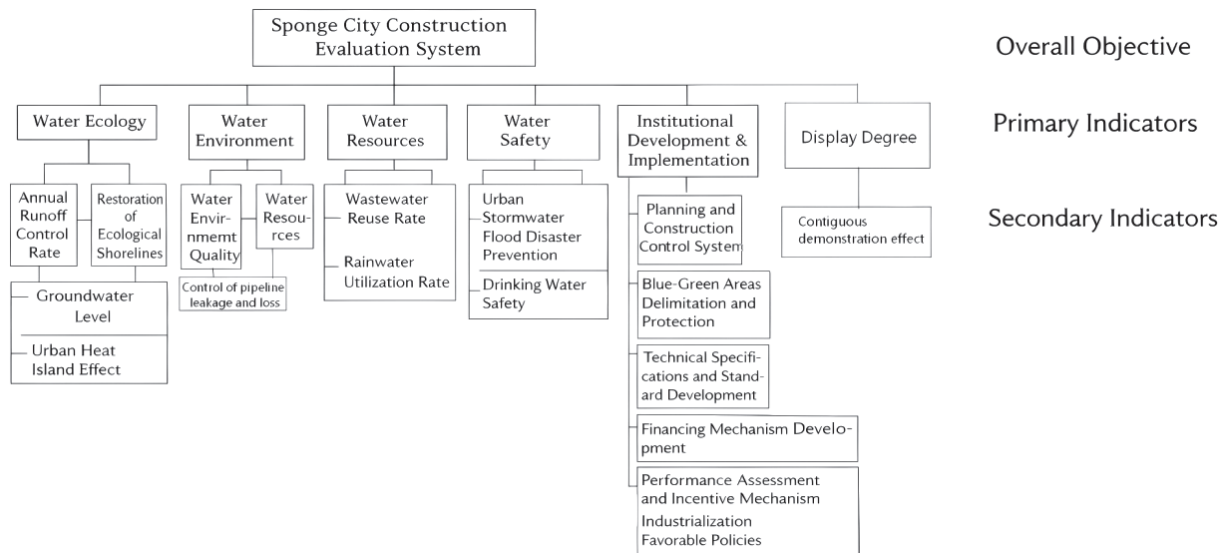 Sponge City Construction
Evaluation System
Overall Objective
Water Ecology
Water
Environment
Water
Resources
Water
Safety
Institutional
Development &
Implementation
Display Degree
Primary Indicators
Annual
Runoff
Control
Rate
Restoration
of
Ecological
Shorelines
Groundwater
Level
Urban Heat
Island Effect
Water
Envir-
nmemt
Quality
Water
Resou-
rces
Control of pipeline
leakage and loss
Wastewater
Reuse Rate
Rainwater
Utilization Rate
Urban
Stormwater
Flood Disaster
Prevention
Drinking Water
Safety
Planning and
Construction
Control System
Blue-Green Areas
Delimitation and
Protection
Technical Specifi-
cations and Stand-
ard Development
Financing Mechanism Develo-
pment
Performance Assessment
and Incentive Mechanism
Industrialization
Favorable Policies
Contiguous
demonstration effect
Secondary Indicators